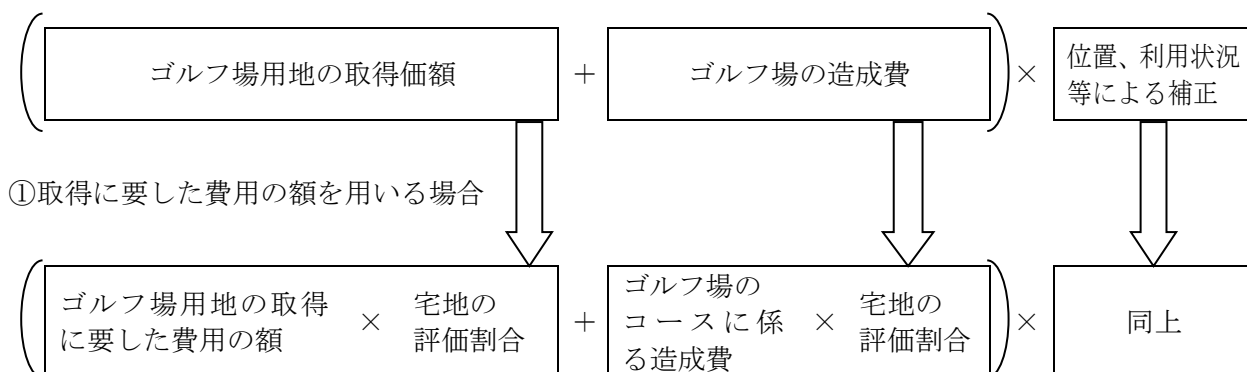 ゴルフ場用地の取得価額 + ゴルフ場の造成費 × 位置、利用状況
等による補正
①取得に要した費用の額を用いる場合
ゴルフ場用地の取得
に要した費用の額 × 宅地の
評価割合 + ゴルフ場の
コースに係
る造成費 × 宅地の
評価割合 × 同上